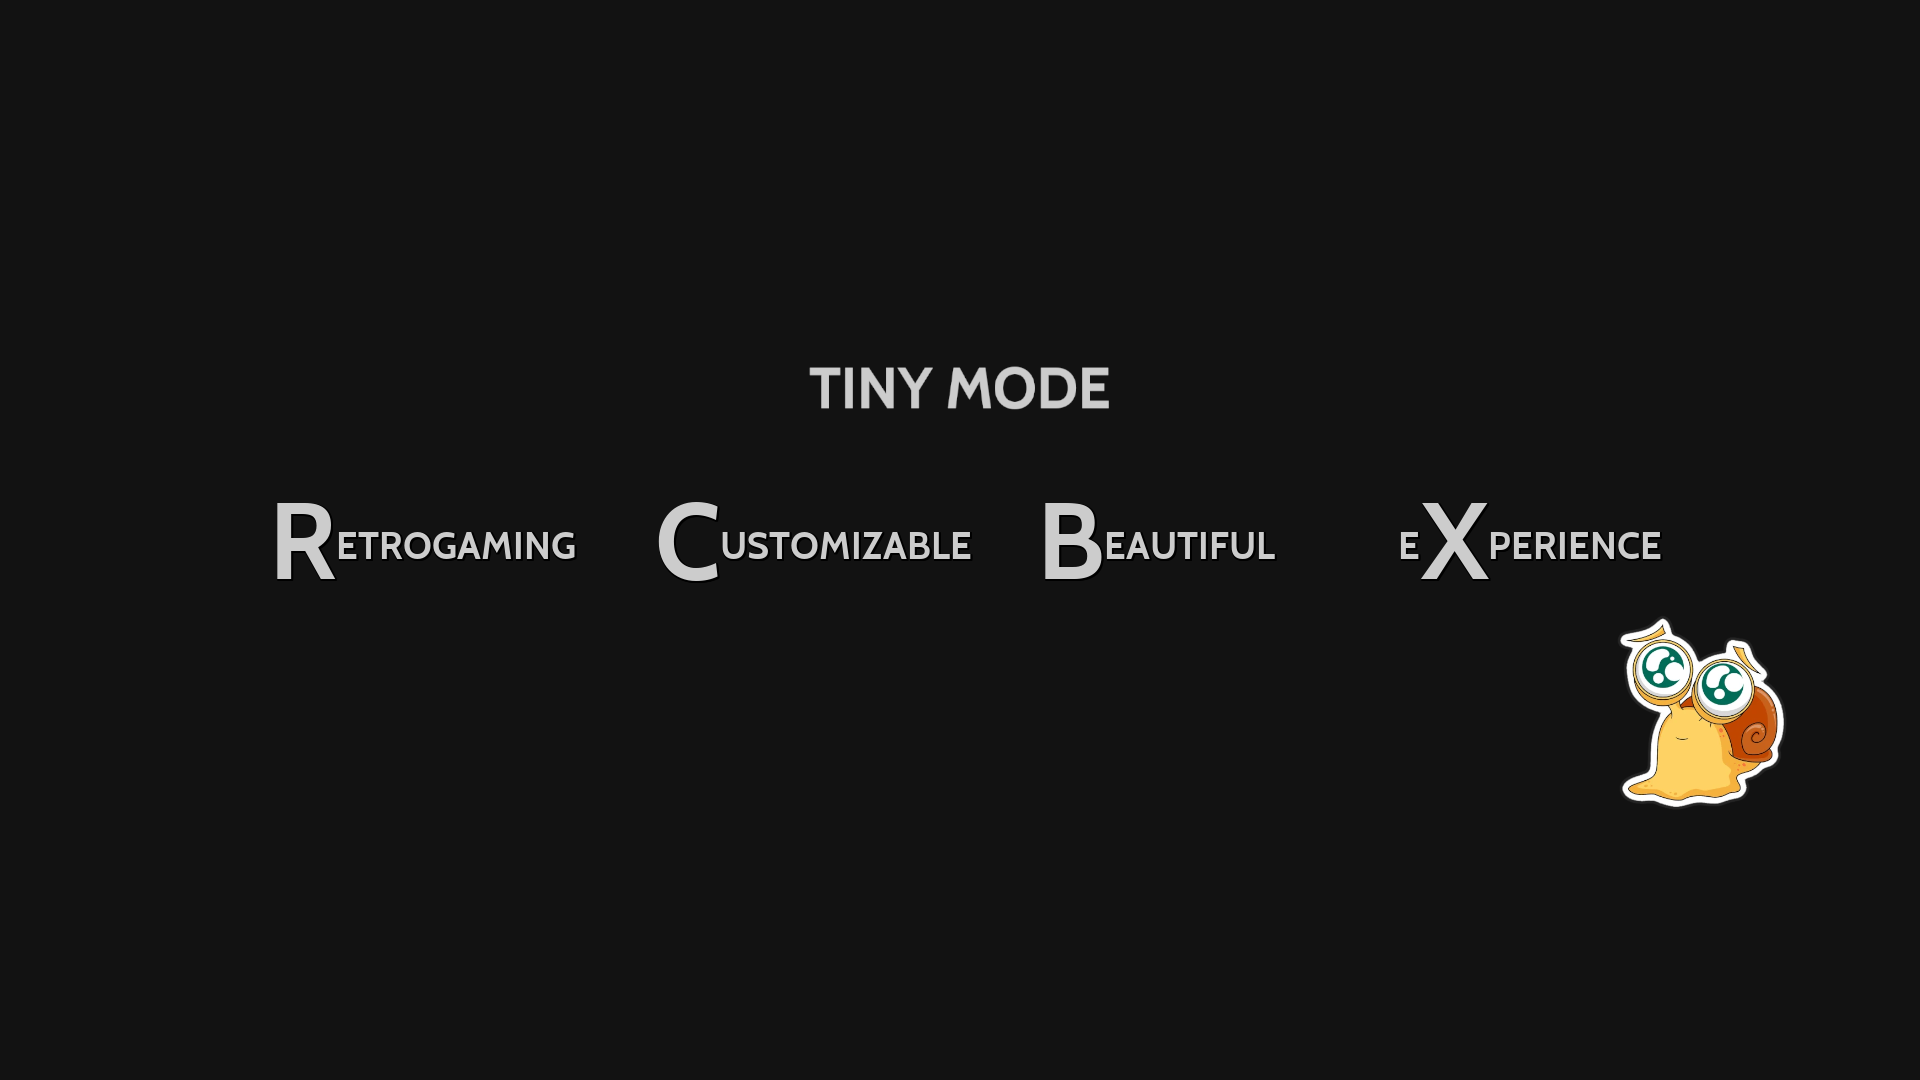 TINY MODE
RETROGAMING CUSTOMIZABLE BEAUTIFUL eXPERIENCE